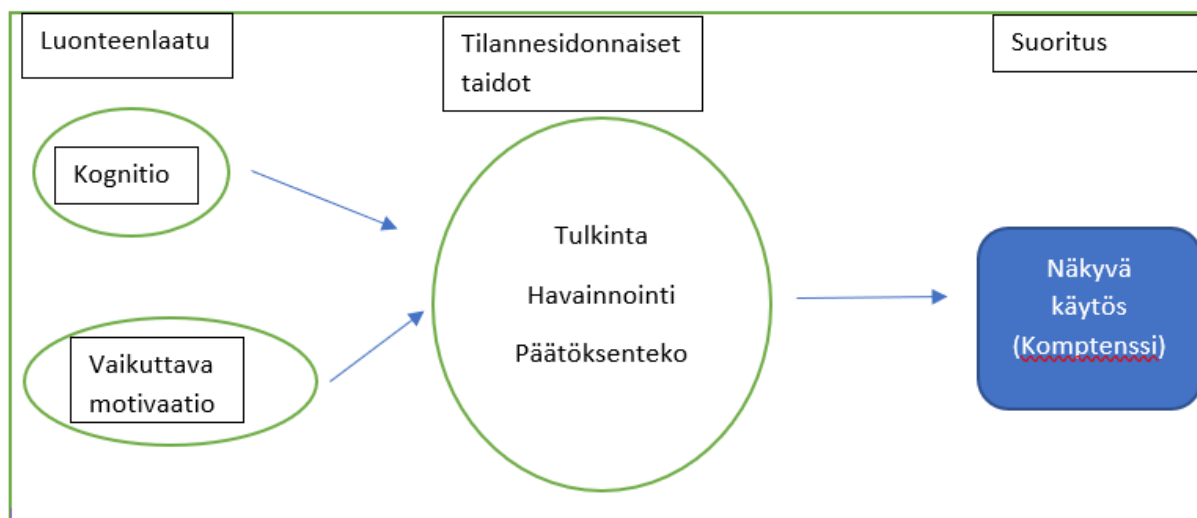 Luonteenlaatu
Tilannesidonnaiset
taidot
Suoritus
Kognitio
Vaikuttava
motivaatio
Tulkinta
Havainnointi
Päätöksenteko
Näkyvä
käytös
(Komptenssi)